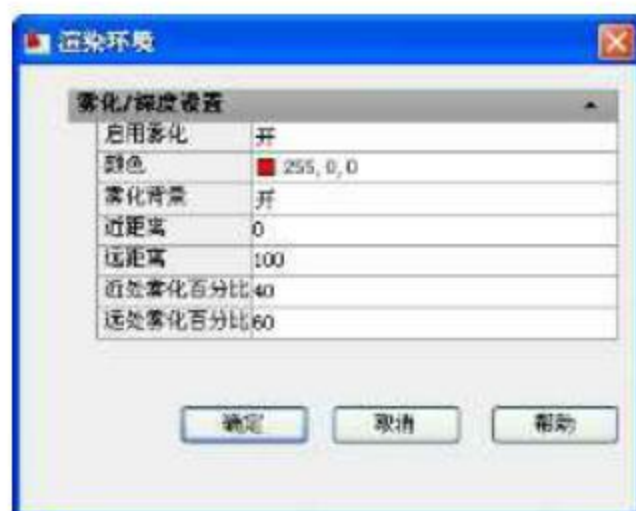 渲染环境
雾化/深度设置
启用雾化 开
颜色 255,0,0
雾化背景 开
近距离 0
远距离 100
近处雾化百分比 40
远处雾化百分比 60
确定 取消 帮助